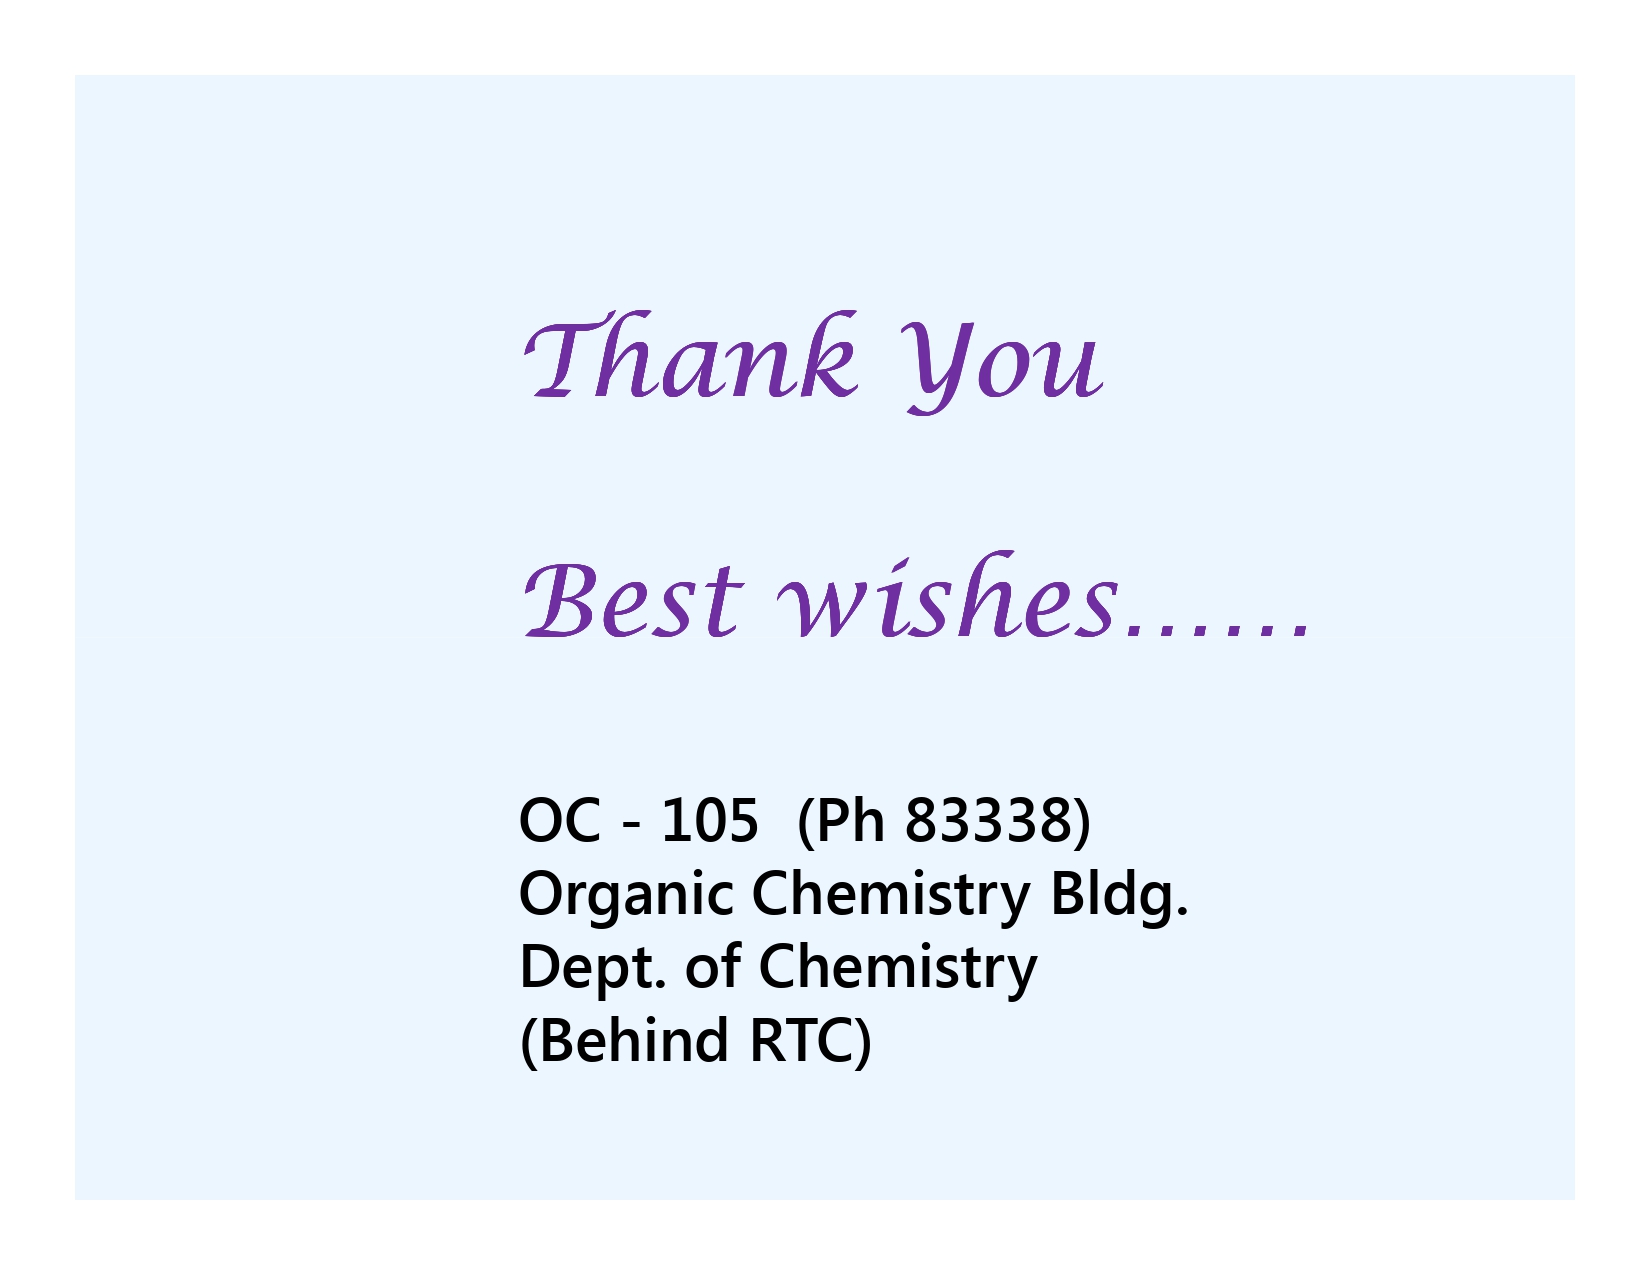 Thank You
Best wishes......
OC - 105  (Ph 83338)
Organic Chemistry Bldg.
Dept. of Chemistry
(Behind RTC)